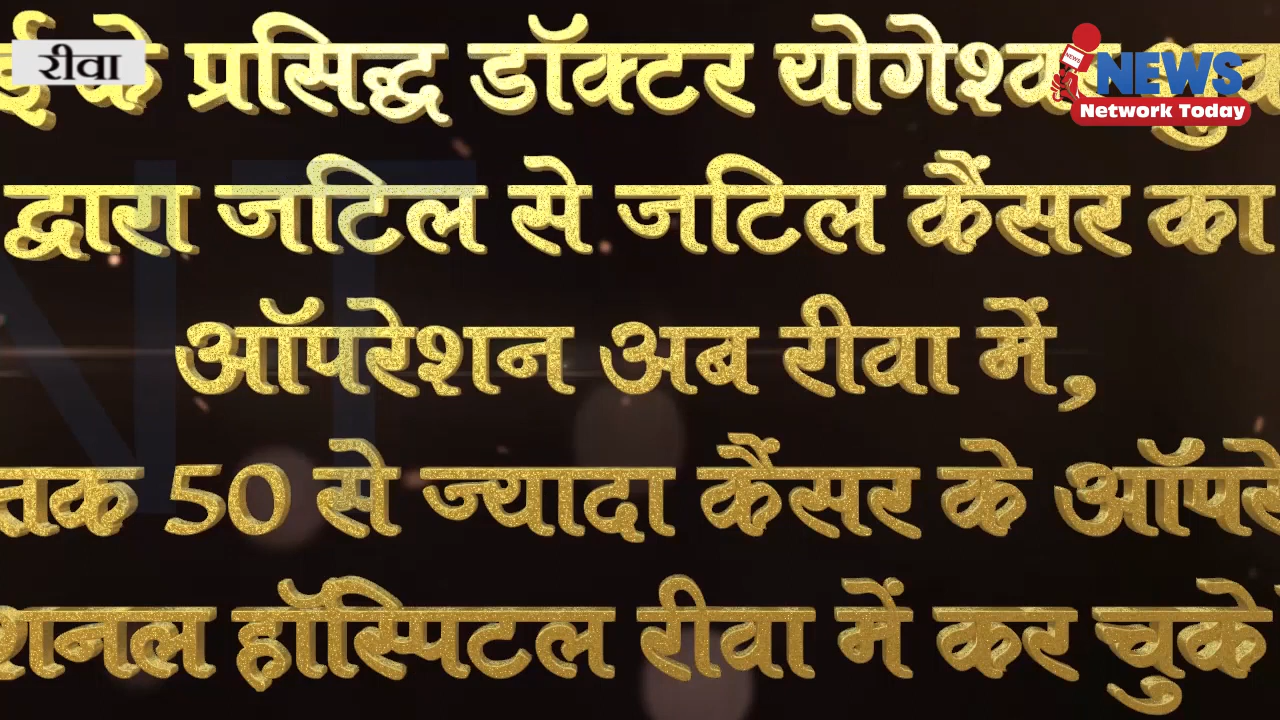 रीवा
के प्रसिद्ध डॉक्टर
NEWS
Network Today
द्वारा जटिल से जटिल कैंसर का
ऑपरेशन अब रीवा में,
तक 50 से ज्यादा कैंसर के
हॉस्पिटल रीवा में कर चुके